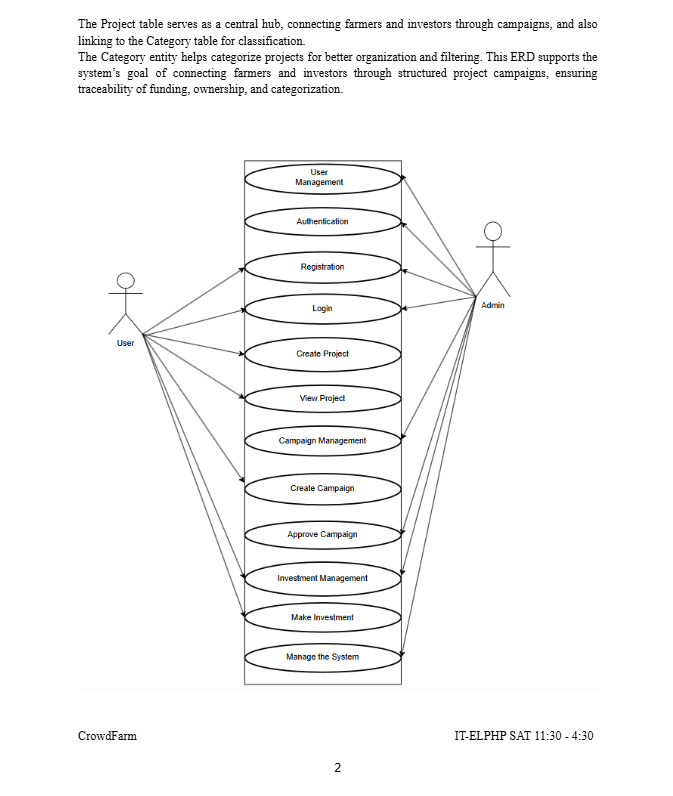 The Project table serves as a central hub, connecting farmers and investors through campaigns, and also
linking to the Category table for classification.
The Category entity helps categorize projects for better organization and filtering. This ERD supports the
system's goal of connecting farmers and investors through structured project campaigns, ensuring
traceability of funding, ownership, and categorization.
User
Management
Authentication
Registration
Login
Admin
User
Create Project
View Project
Campaign Management
Create Campaign
Approve Campaign
Investment Management
Make Investment
Manage the System
CrowdFarm
IT-ELPHP SAT 11:30 - 4:30
2